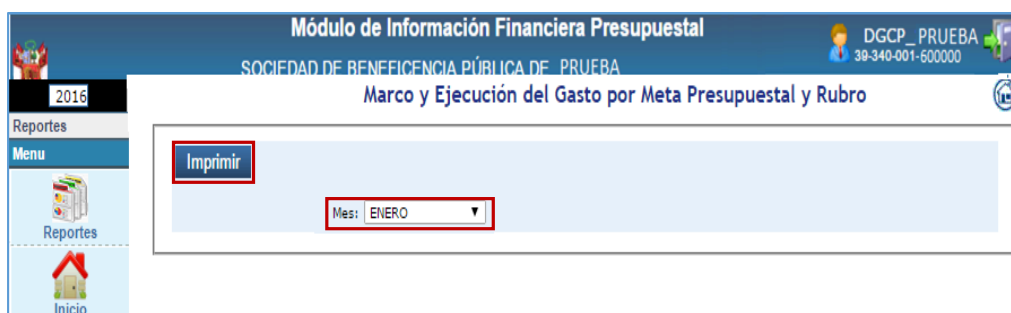 Módulo de Información Financiera Presupuestal
DGCP_PRUEBA
39-340-001-600000
SOCIEDAD DE BENEFICENCIA PÚBLICA DE PRUEBA
2016
Marco y Ejecución del Gasto por Meta Presupuestal y Rubro
Reportes
Menu
Imprimir
Mes: ENERO
Reportes
Inicio